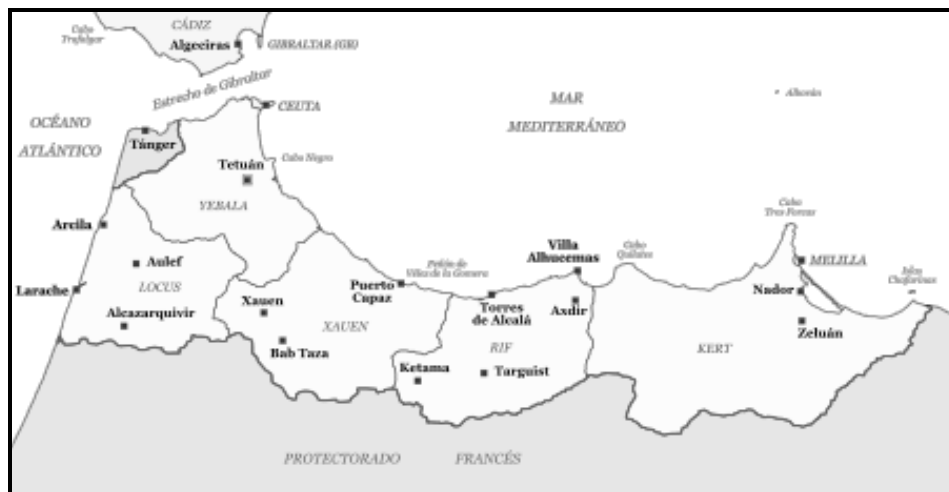 Cabo
Trafalgar
CÁDIZ
Algeciras
GIBRALTAR (GB)
Estrecho de Gibraltar
CEUTA
MAR
MEDITERRÁNEO
Alborán
OCÉANO
ATLÁNTICO
Tánger
Cabo Negro
Tetuán
YEBALA
Arcila
Cabo
Tres Forcas
Villa
Alhucemas
Cabo
Quilates
MELILLA
Islas
Chafarinas
Peñón de
Vélez de la Gomera
Aulef
LOCUS
Larache
Puerto
Capaz
Nador
Xauen
Torres
de Alcalá
Axdir
Alcazarquivir
XAUEN
Zeluán
RIF
KERT
Bab Taza
Ketama
Targuist
PROTECTORADO FRANCÉS